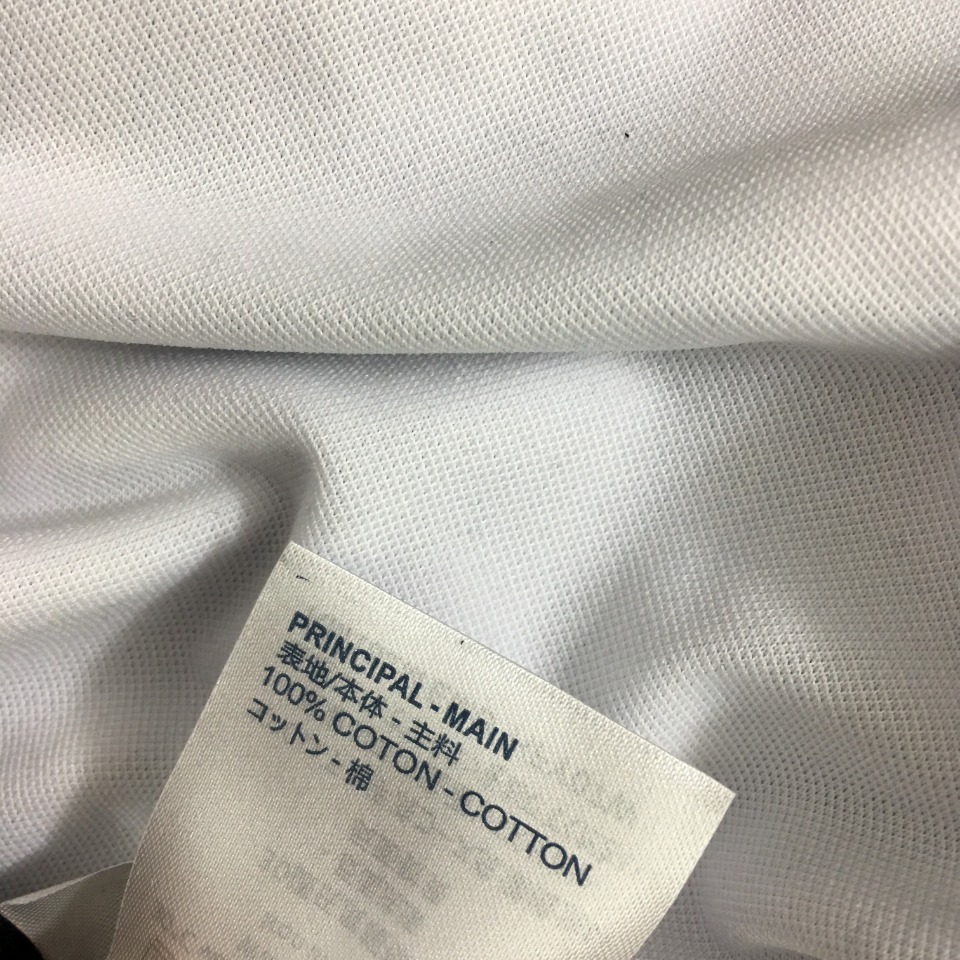 PRINCIPAL - MAIN
表地/本体 - 主料
100% COTON - COTTON
コットン - 棉